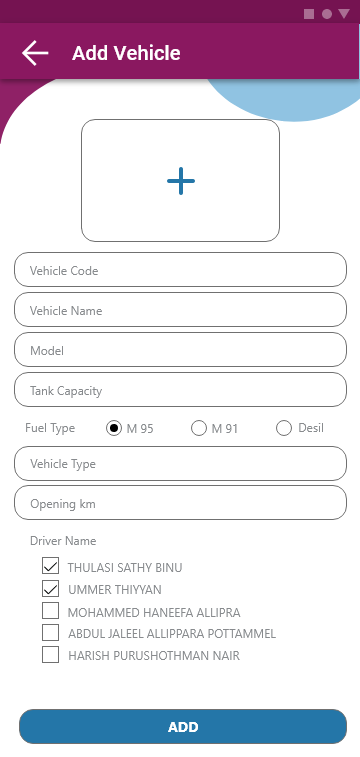 Add Vehicle
Vehicle Code
Vehicle Name
Model
Tank Capacity
Fuel Type M 95 M 91 Desil
Vehicle Type
Opening km
Driver Name
THULASI SATHY BINU
UMMER THIYYAN
MOHAMMED HANEEFA ALLIPRA
ABDUL JALEEL ALLIPPARA POTTAMMEL
HARISH PURUSHOTHMAN NAIR
ADD